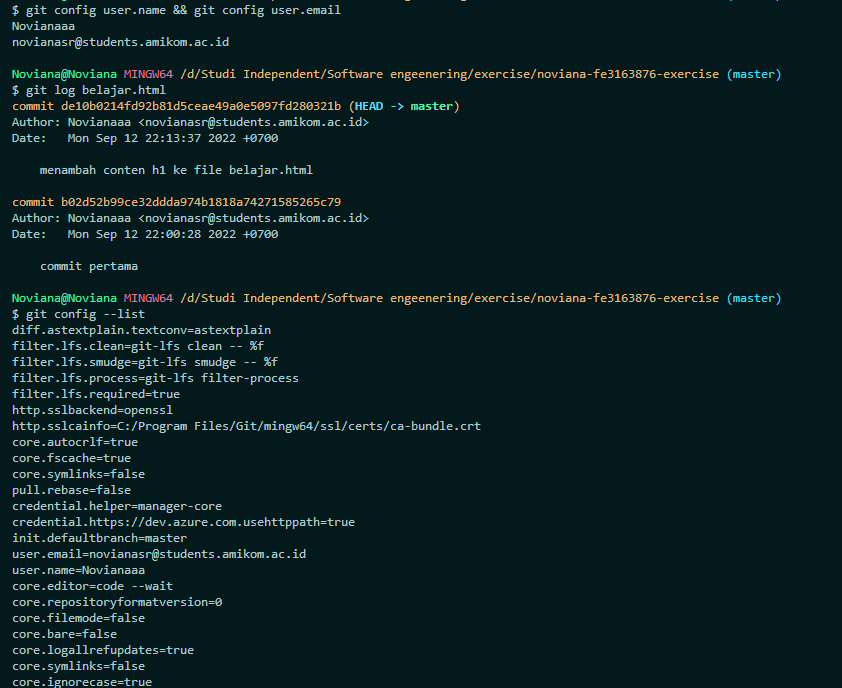 $ git config user.name && git config user.email
Novianaaa
novianasr@students.amikom.ac.id
Noviana@Noviana MINGW64 /d/Studi Independent/Software engeenering/exercise/noviana-fe3163876-exercise (master)
$ git log belajar.html
commit de10b0214fd92b81d5ceae49a0e5097fd280321b (HEAD -> master)
Author: Novianaaa <novianasr@students.amikom.ac.id>
Date:   Mon Sep 12 22:13:37 2022 +0700
    menambah conten h1 ke file belajar.html
commit b02d52b99ce32ddda974b1818a74271585265c79
Author: Novianaaa <novianasr@students.amikom.ac.id>
Date:   Mon Sep 12 22:00:28 2022 +0700
    commit pertama
Noviana@Noviana MINGW64 /d/Studi Independent/Software engeenering/exercise/noviana-fe3163876-exercise (master)
$ git config --list
diff.astextplain.textconv=astextplain
filter.lfs.clean=git-lfs clean -- %f
filter.lfs.smudge=git-lfs smudge -- %f
filter.lfs.process=git-lfs filter-process
filter.lfs.required=true
http.sslbackend=openssl
http.sslcainfo=C:/Program Files/Git/mingw64/ssl/certs/ca-bundle.crt
core.autocrlf=true
core.fscache=true
core.symlinks=false
pull.rebase=false
credential.helper=manager-core
credential.https://dev.azure.com.usehttppath=true
init.defaultbranch=master
user.email=novianasr@students.amikom.ac.id
user.name=Novianaaa
core.editor=code --wait
core.repositoryformatversion=0
core.filemode=false
core.bare=false
core.logallrefupdates=true
core.symlinks=false
core.ignorecase=true